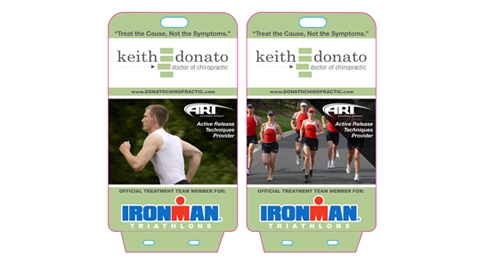 "Treat the Cause, Not the Symptoms."
keith donato
doctor of chiropractic
www.DONATOCHIROPRACTIC.com
ART
Active Release
Techniques
Provider
OFFICIAL TREATMENT TEAM MEMBER FOR:
IRONMAN
TRIATHLONS
"Treat the Cause, Not the Symptoms."
keith donato
doctor of chiropractic
www.DONATOCHIROPRACTIC.com
ART
Active Release
Techniques
Provider
OFFICIAL TREATMENT TEAM MEMBER FOR:
IRONMAN
TRIATHLONS